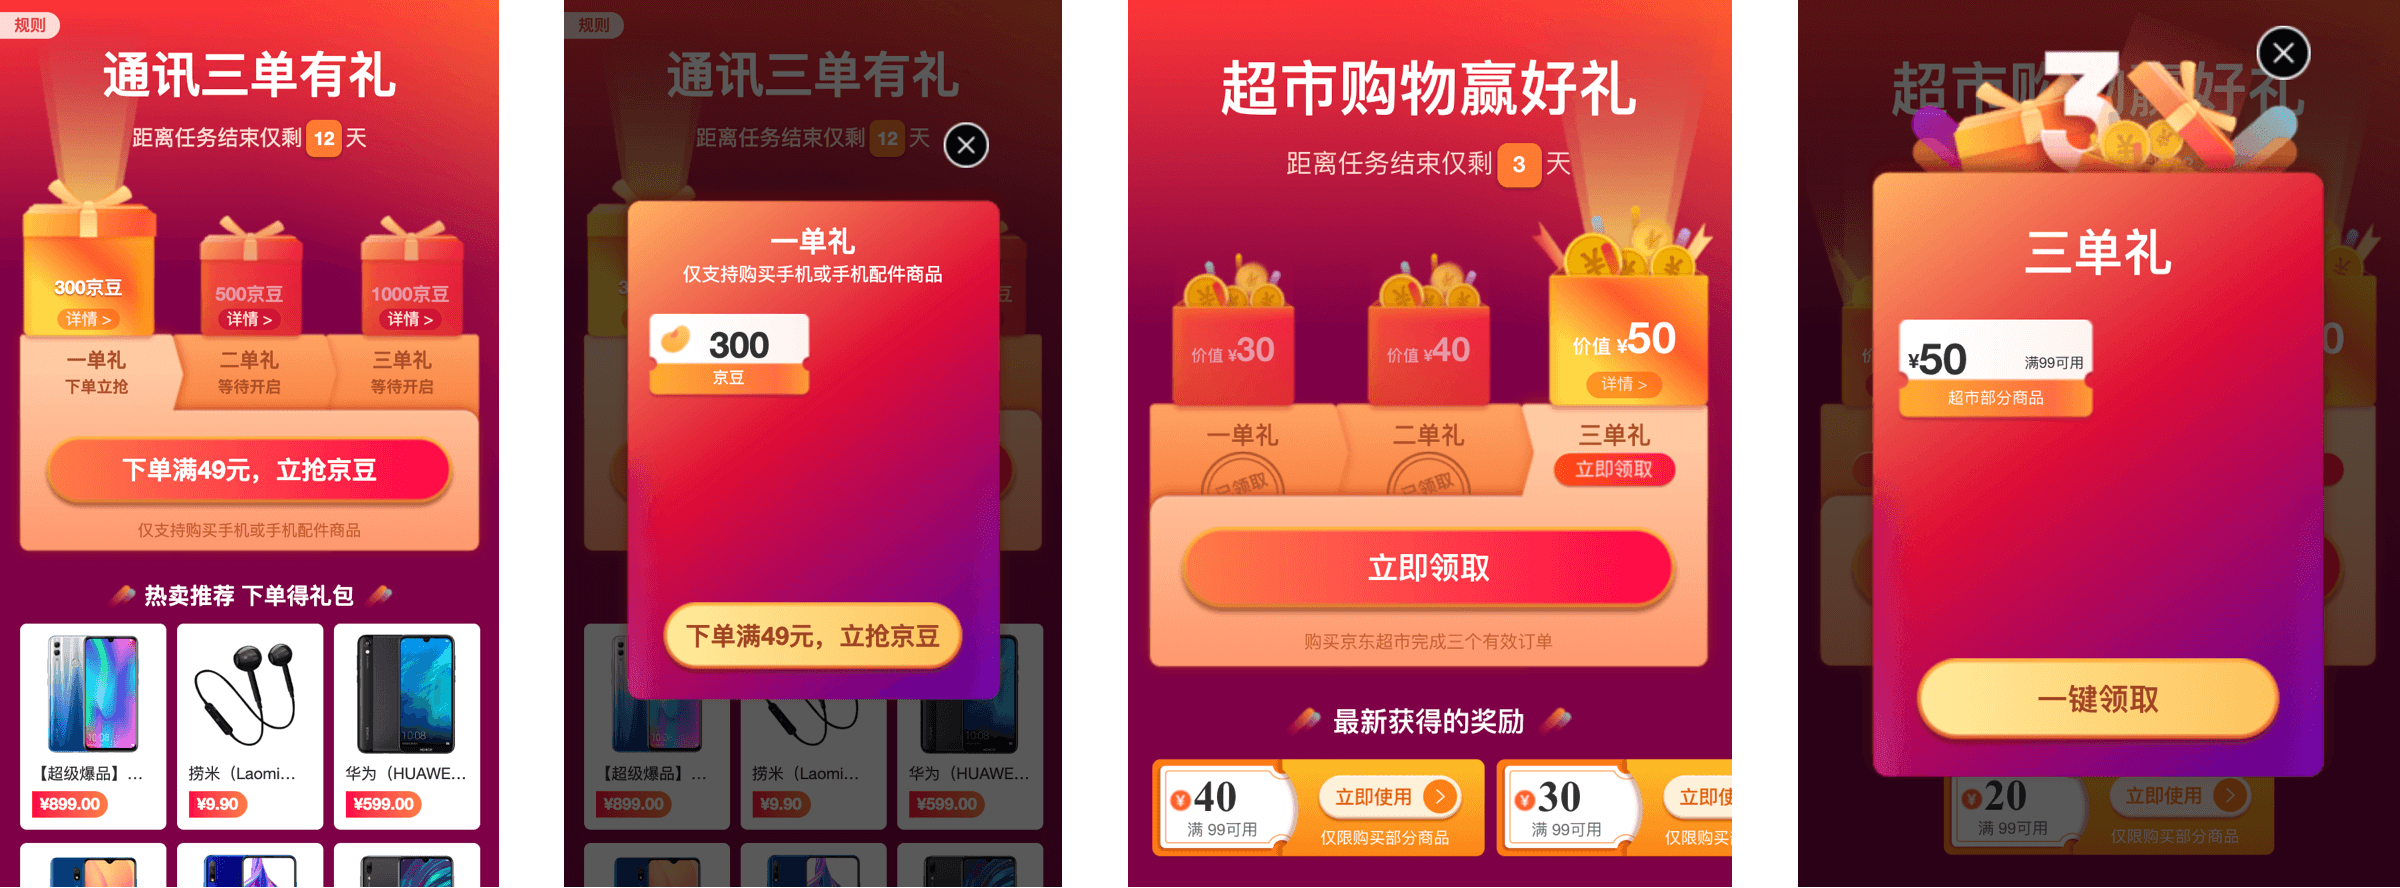 规则
通讯三单有礼
距离任务结束仅剩 12 天
300京豆
详情 >
500京豆
详情 >
1000京豆
详情 >
一单礼
下单立抢
二单礼
等待开启
三单礼
等待开启
下单满49元，立抢京豆
仅支持购买手机或手机配件商品
热卖推荐 下单得礼包
【超级爆品】...
¥899.00
捞米（Laomi...
¥9.90
华为（HUAWE...
¥599.00
规则
通讯三单有礼
距离任务结束仅剩 12 天
一单礼
仅支持购买手机或手机配件商品
300
京豆
下单满49元，立抢京豆
【超级爆品】...
¥899.00
捞米（Laomi...
¥9.90
华为（HUAWE...
¥599.00
超市购物赢好礼
距离任务结束仅剩 3 天
价值 ¥30
价值 ¥40
价值 ¥50
详情 >
一单礼
已领取
二单礼
已领取
三单礼
立即领取
立即领取
购买京东超市完成三个有效订单
最新获得的奖励
¥40
满 99可用
立即使用
仅限购买部分商品
¥30
满 99可用
立即使
仅限购买
超市购物赢好礼
3
三单礼
¥50
满99可用
超市部分商品
一键领取
¥20
满 99可用
立即使用
仅限购买部分商品